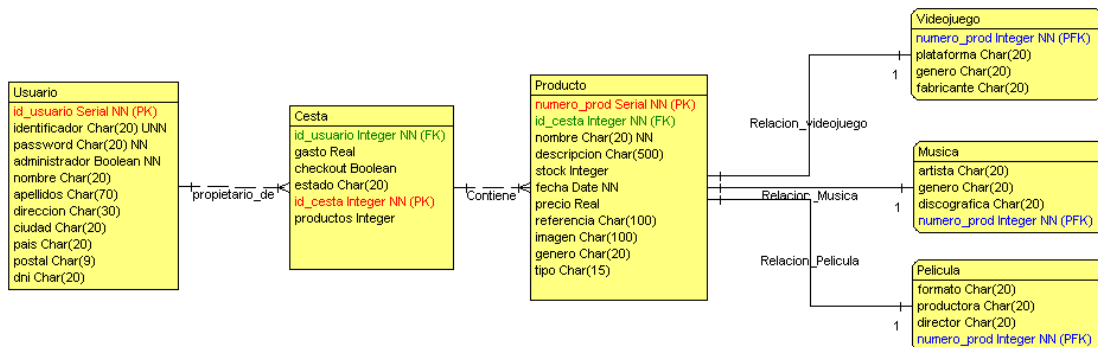 Usuario
id_usuario Serial NN (PK)
identificador Char(20) UNN
password Char(20) NN
administrador Boolean NN
nombre Char(20)
apellidos Char(70)
direccion Char(30)
ciudad Char(20)
pais Char(20)
postal Char(9)
dni Char(20)
propietario_de
Cesta
id_usuario Integer NN (FK)
gasto Real
checkout Boolean
estado Char(20)
id_cesta Integer NN (PK)
productos Integer
Contiene
Producto
numero_prod Serial NN (PK)
id_cesta Integer NN (FK)
nombre Char(20) NN
descripcion Char(500)
stock Integer
fecha Date NN
precio Real
referencia Char(100)
imagen Char(100)
genero Char(20)
tipo Char(15)
Relacion_videojuego
1
Relacion_Musica
1
Relacion_Pelicula
1
Videojuego
numero_prod Integer NN (PFK)
plataforma Char(20)
genero Char(20)
fabricante Char(20)
Musica
artista Char(20)
genero Char(20)
discografica Char(20)
numero_prod Integer NN (PFK)
Pelicula
formato Char(20)
productora Char(20)
director Char(20)
numero_prod Integer NN (PFK)